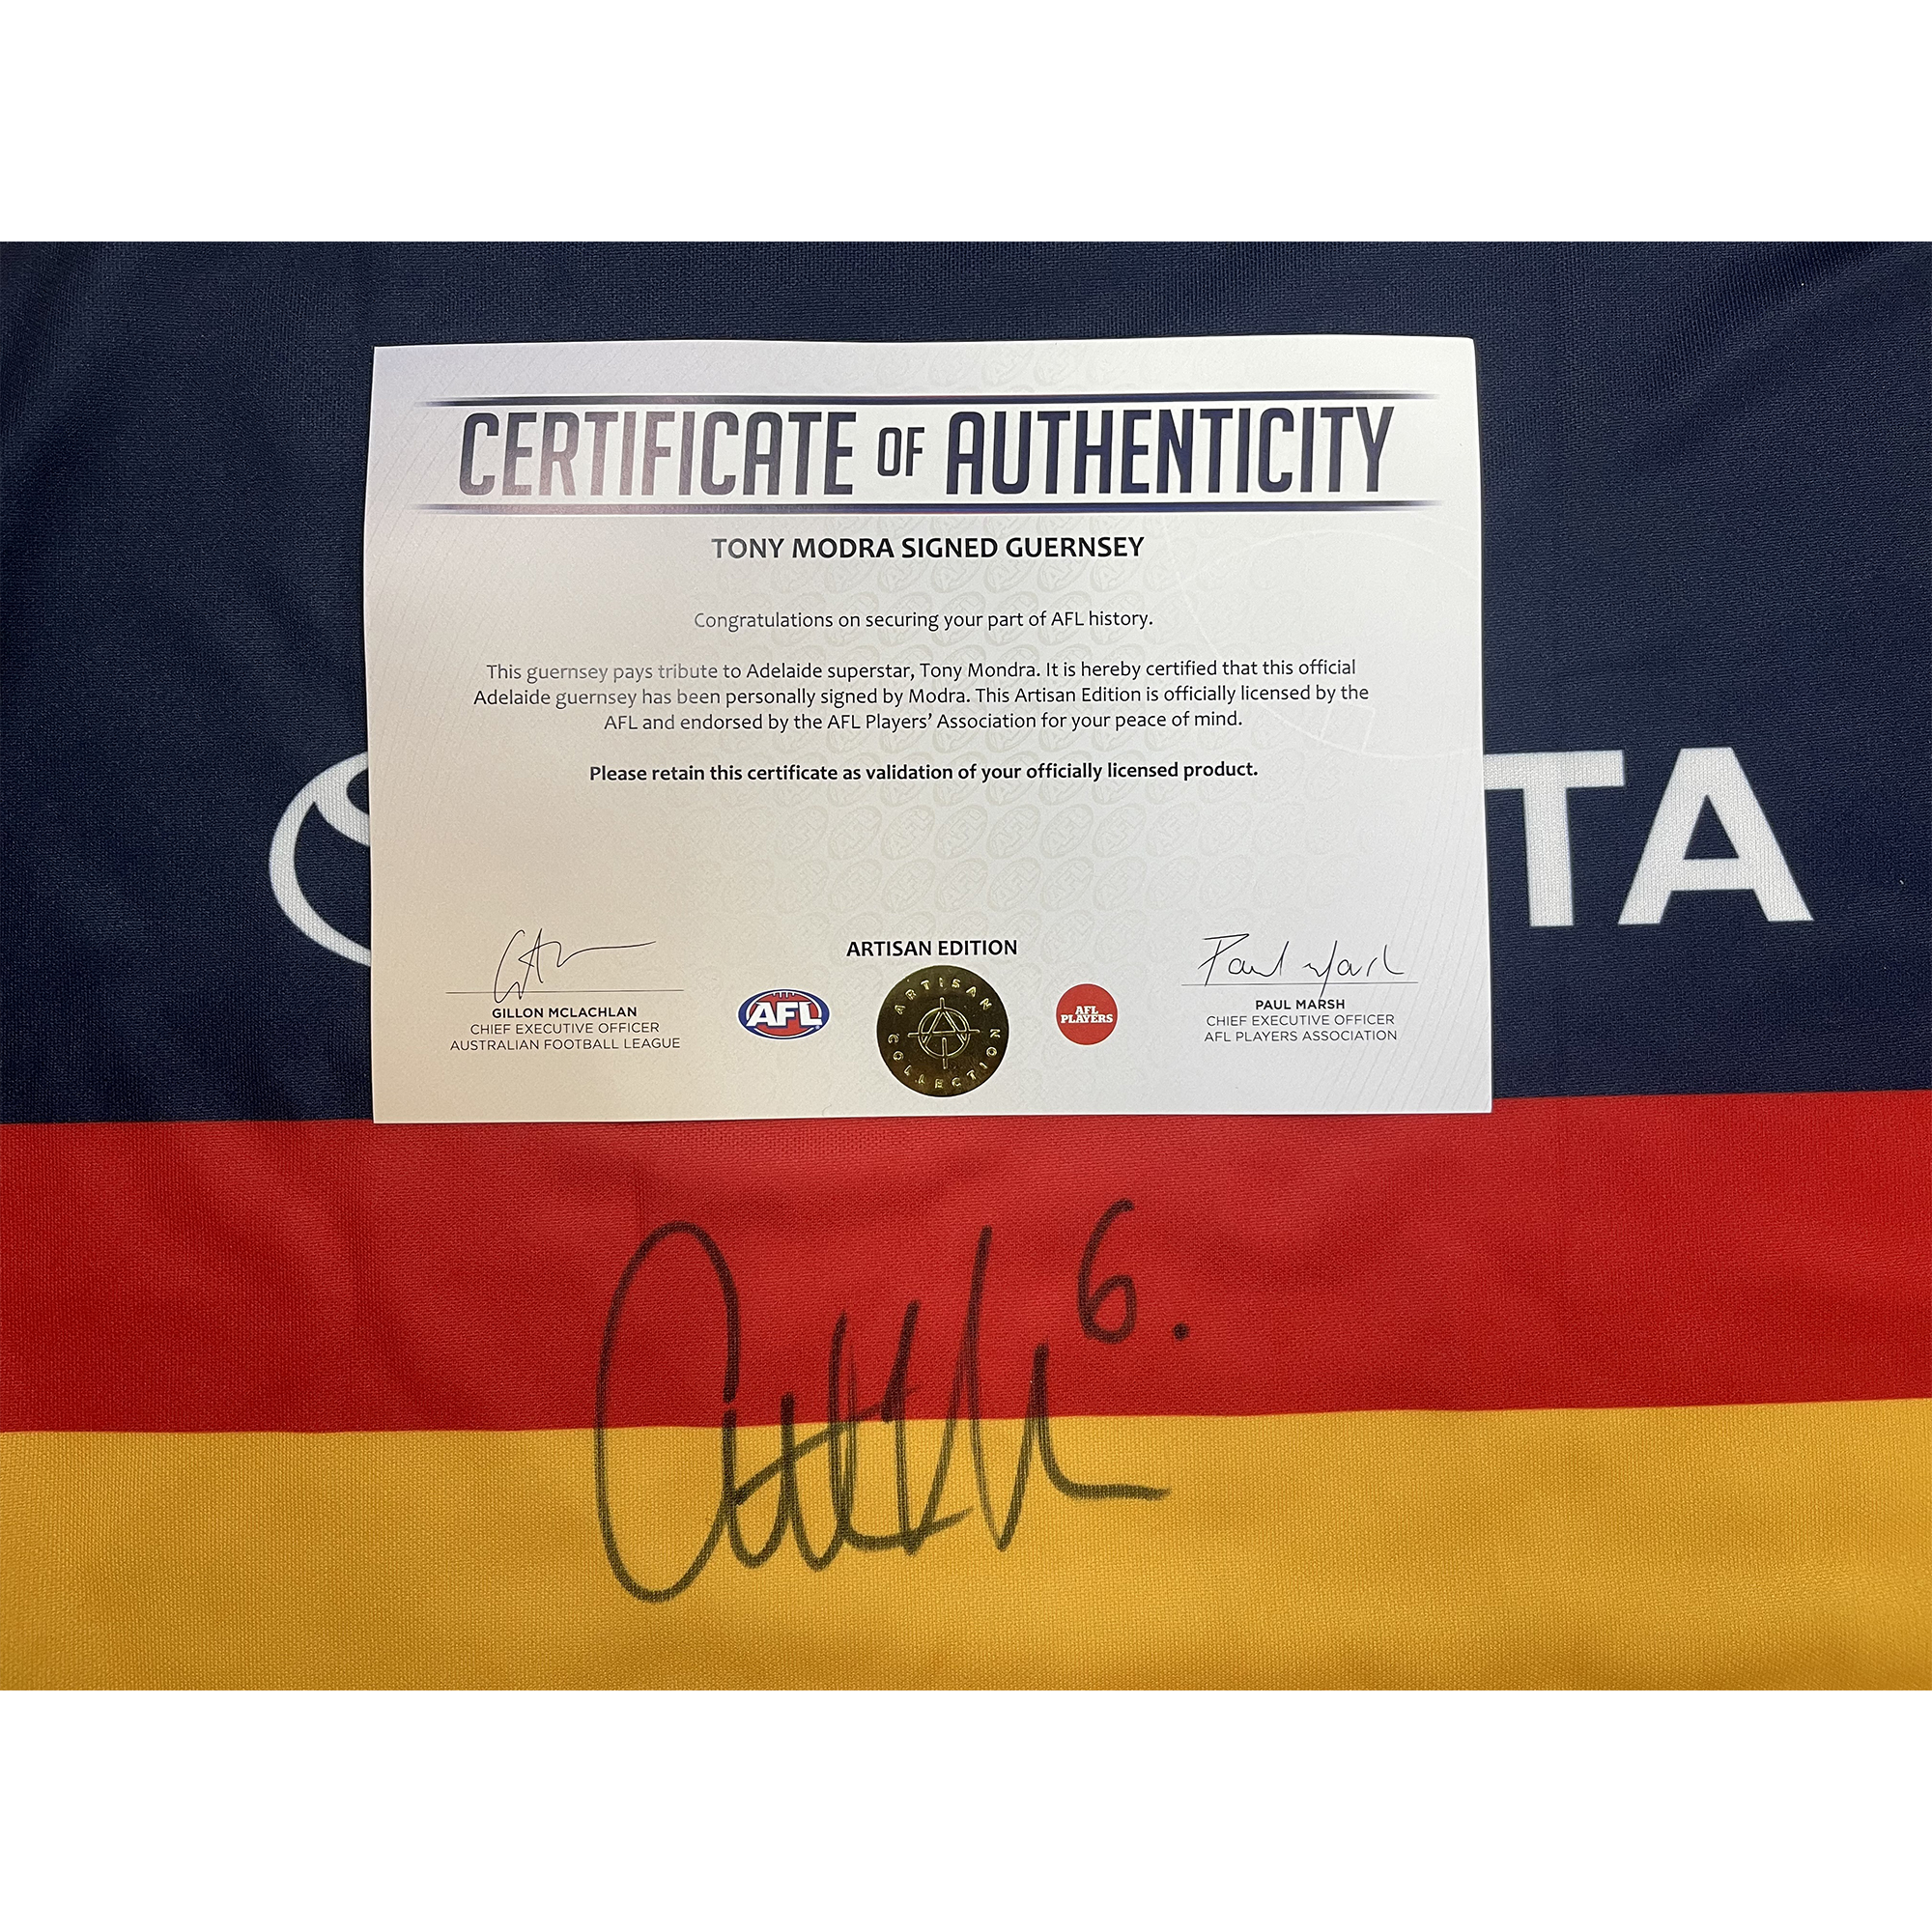 CERTIFICATE OF AUTHENTICITY
TONY MODRA SIGNED GUERNSEY
Congratulations on securing your part of AFL history.
This guernsey pays tribute to Adelaide superstar, Tony Mondra. It is hereby certified that this official
Adelaide guernsey has been personally signed by Modra. This Artisan Edition is officially licensed by the
AFL and endorsed by the AFL Players' Association for your peace of mind.
Please retain this certificate as validation of your officially licensed product.
TA
Paul Marsh
ARTISAN EDITION
GILLON MCLACHLAN
CHIEF EXECUTIVE OFFICER
AUSTRALIAN FOOTBALL LEAGUE
AFL
ARTISAN COLLECTION
AFL
PLAYERS
PAUL MARSH
CHIEF EXECUTIVE OFFICER
AFL PLAYERS ASSOCIATION
6.